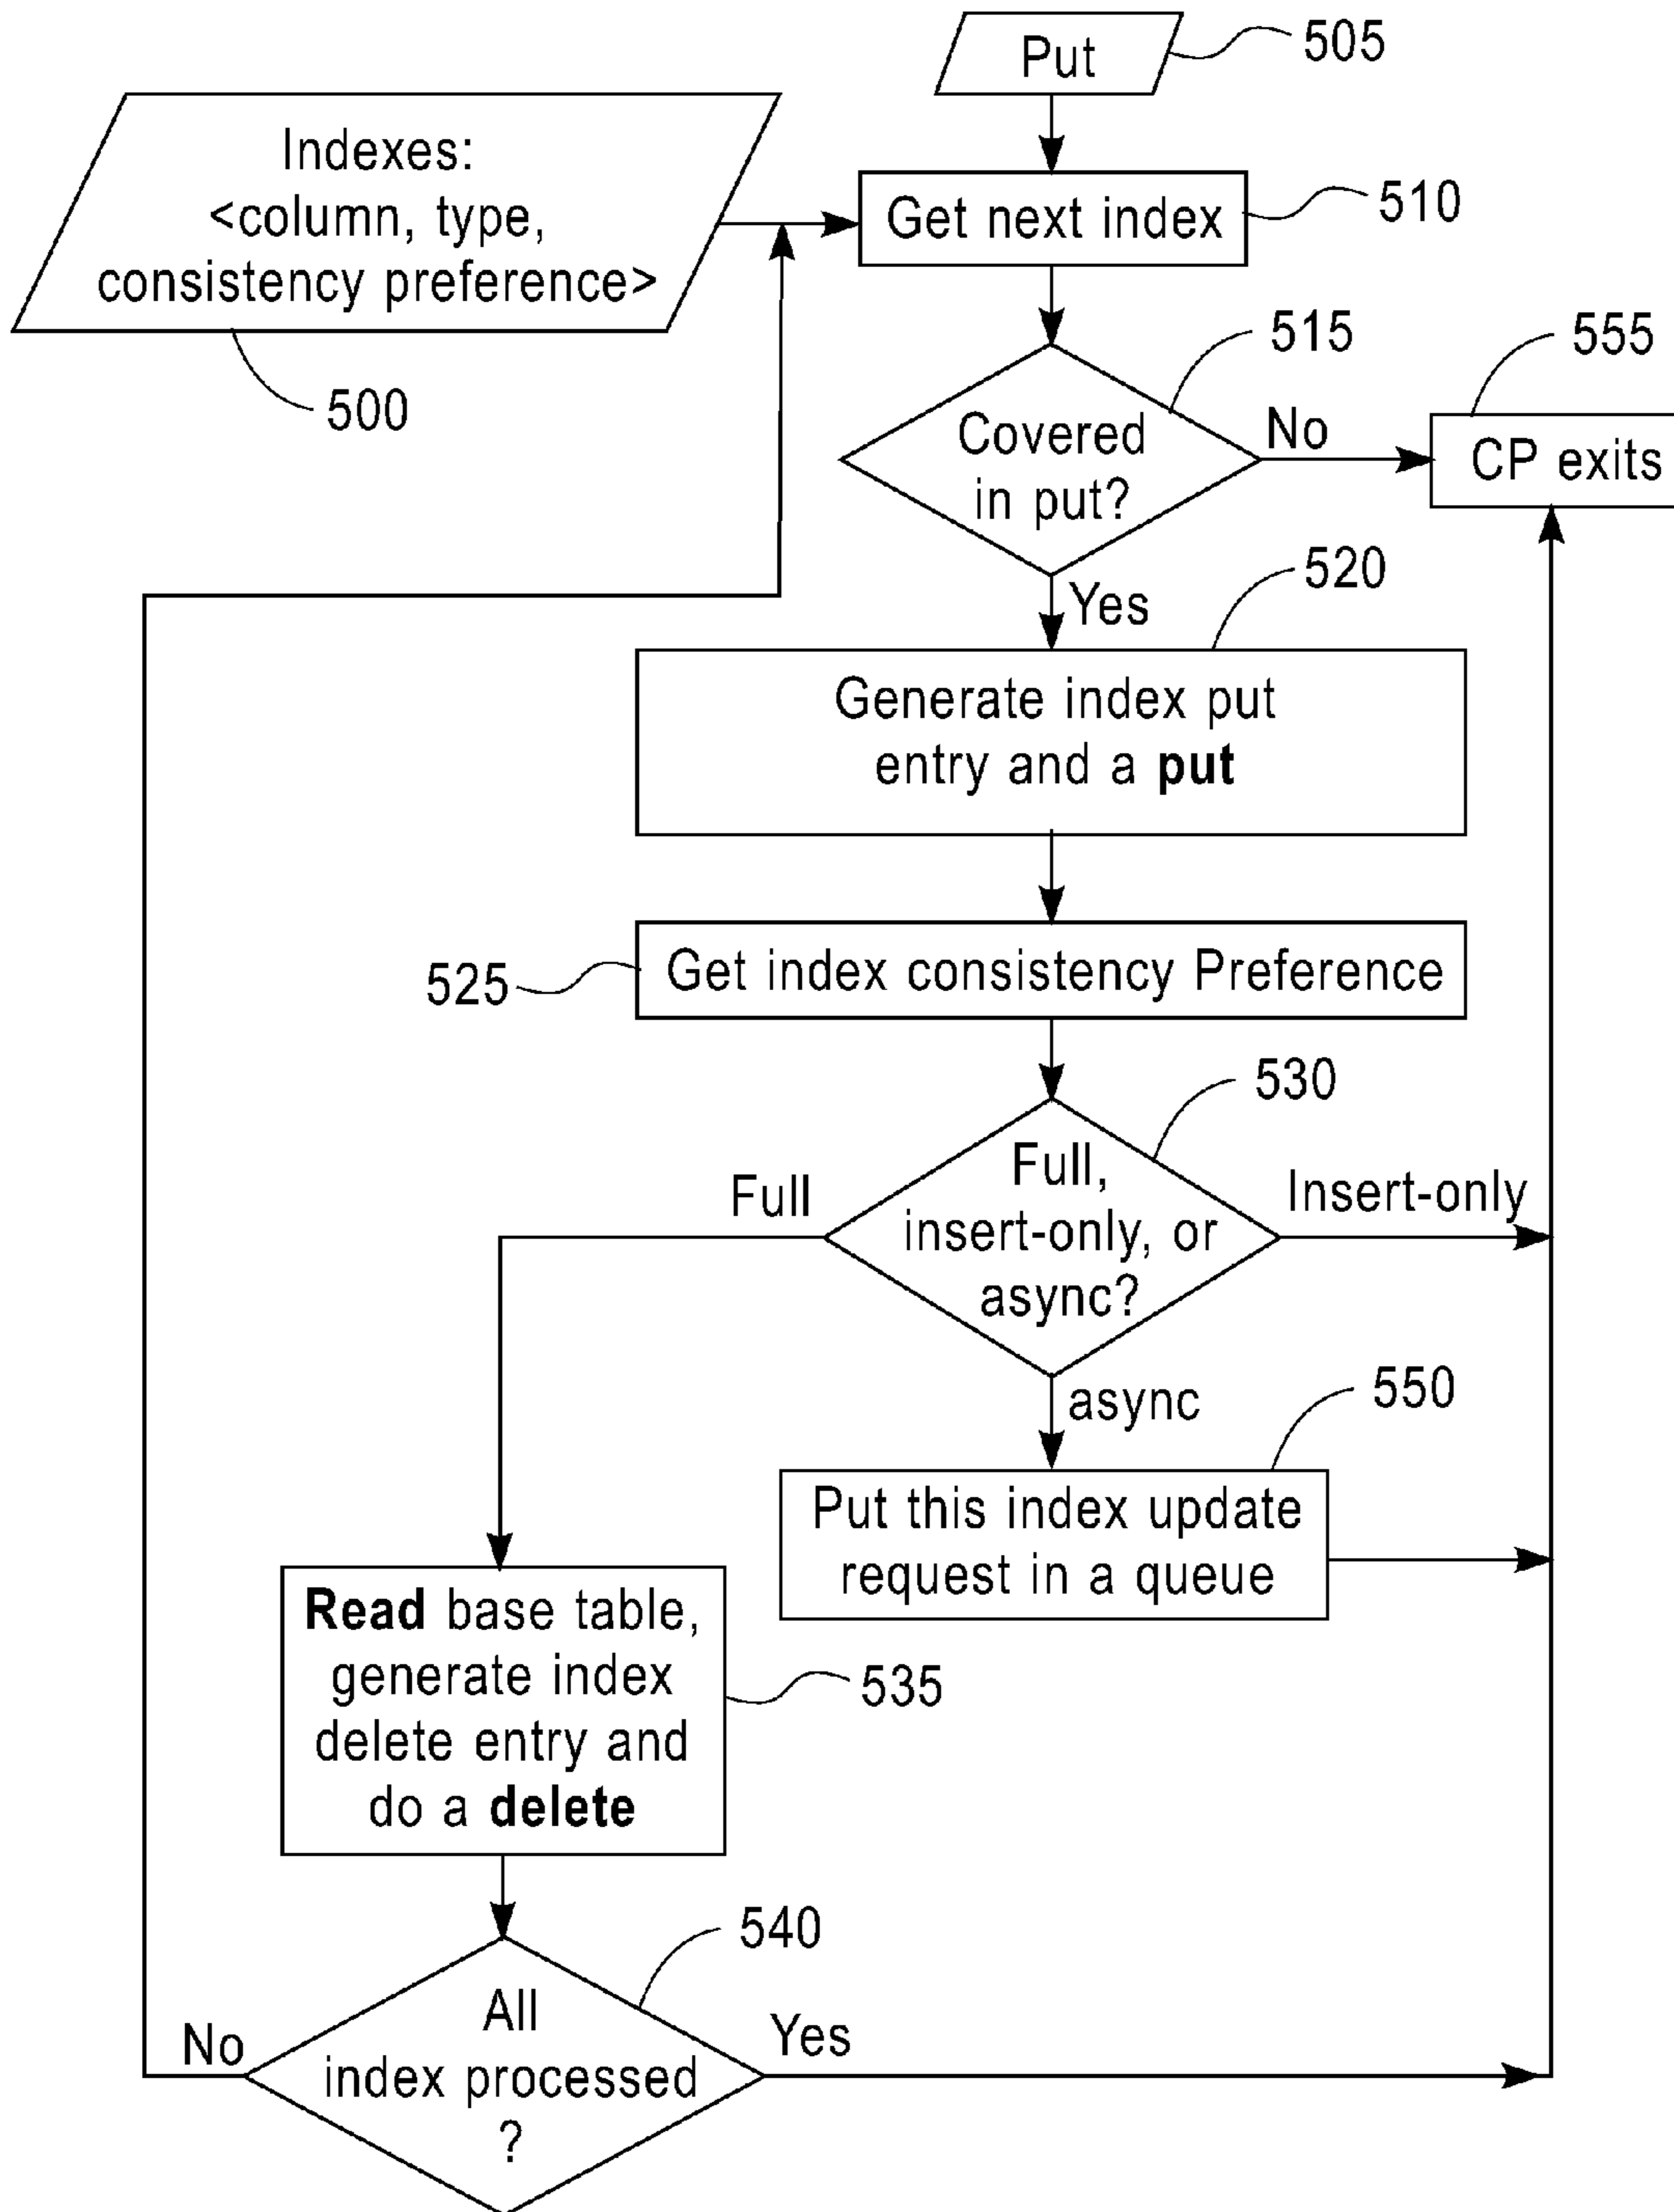 Put
505
Indexes:
<column, type,
consistency preference>
500
Get next index
510
515
555
Covered
in put?
No
CP exits
Yes
520
Generate index put
entry and a put
525
Get index consistency Preference
530
Full
Full,
insert-only, or
async?
Insert-only
async
550
Put this index update
request in a queue
Read base table,
generate index
delete entry and
do a delete
535
540
All
index processed
?
No
Yes